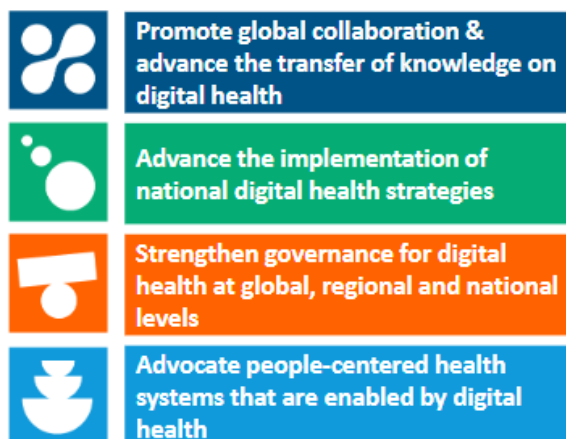 Promote global collaboration &
advance the transfer of knowledge on
digital health
Advance the implementation of
national digital health strategies
Strengthen governance for digital
health at global, regional and national
levels
Advocate people-centered health
systems that are enabled by digital
health